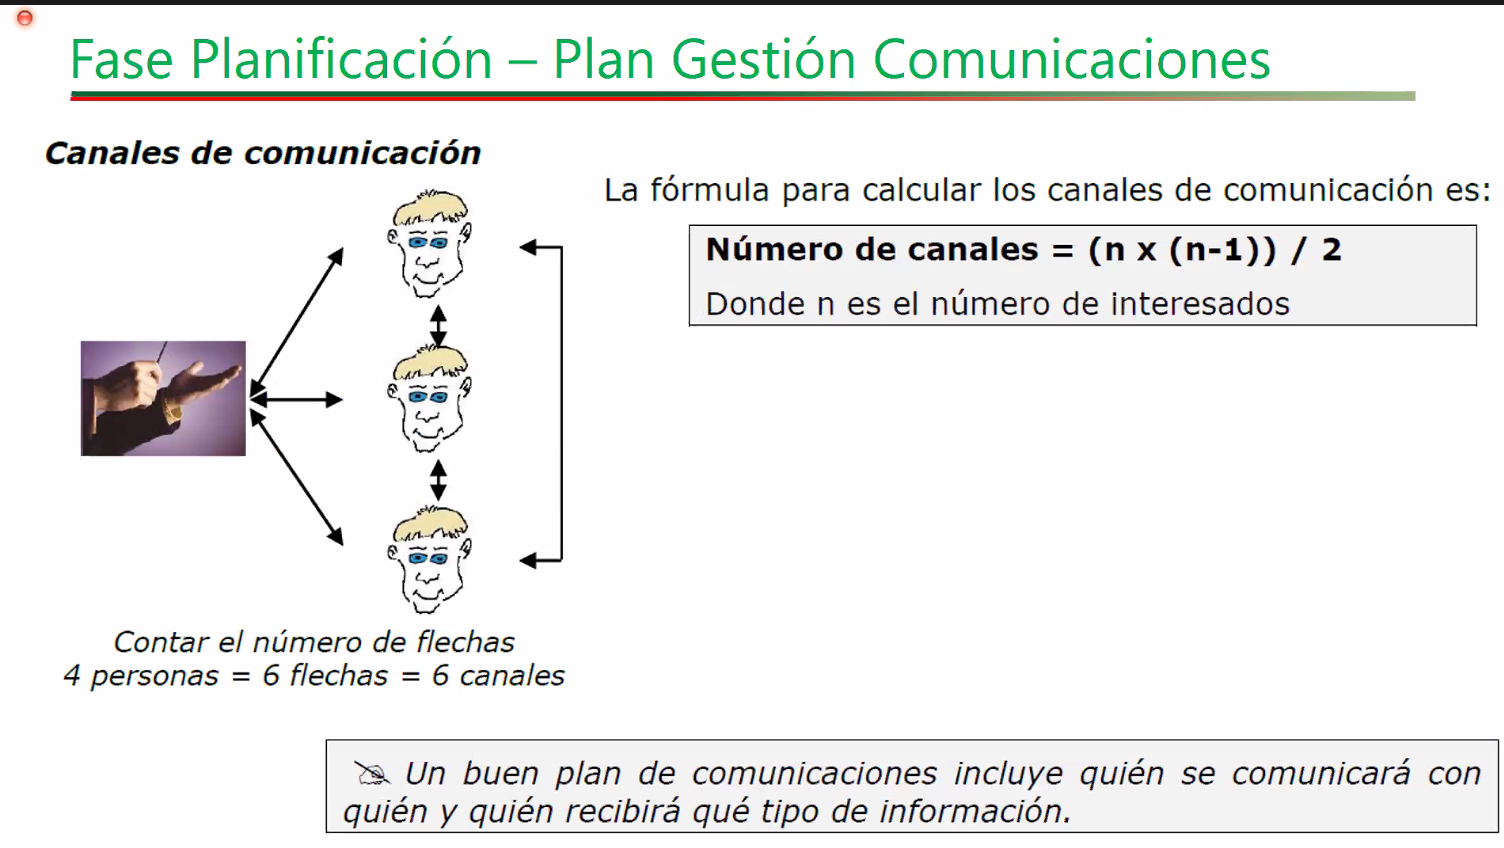 Fase Planificación – Plan Gestión Comunicaciones
Canales de comunicación
La fórmula para calcular los canales de comunicación es:
Número de canales = (n x (n-1)) / 2
Donde n es el número de interesados
Contar el número de flechas
4 personas = 6 flechas = 6 canales
Un buen plan de comunicaciones incluye quién se comunicará con
quién y quién recibirá qué tipo de información.